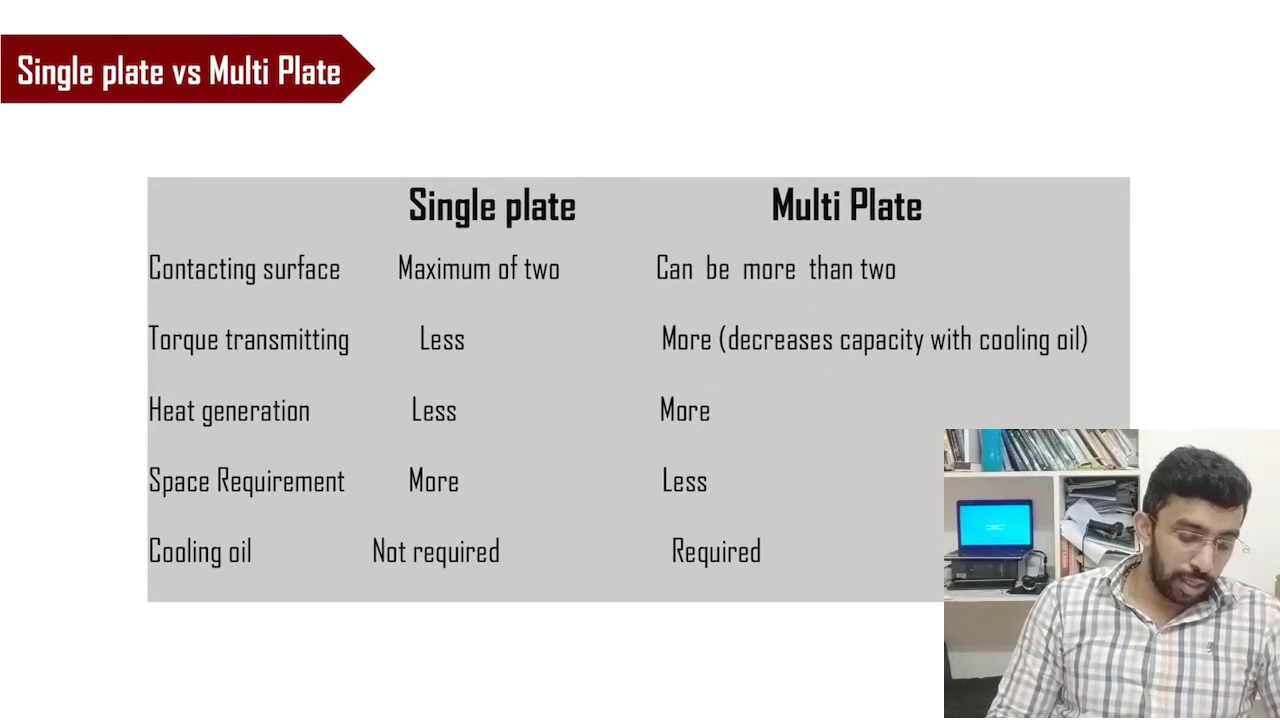 Single plate vs Multi Plate
Single plate Multi Plate
Contacting surface Maximum of two Can be more than two
Torque transmitting Less More (decreases capacity with cooling oil)
Heat generation Less More
Space Requirement More Less
Cooling oil Not required Required